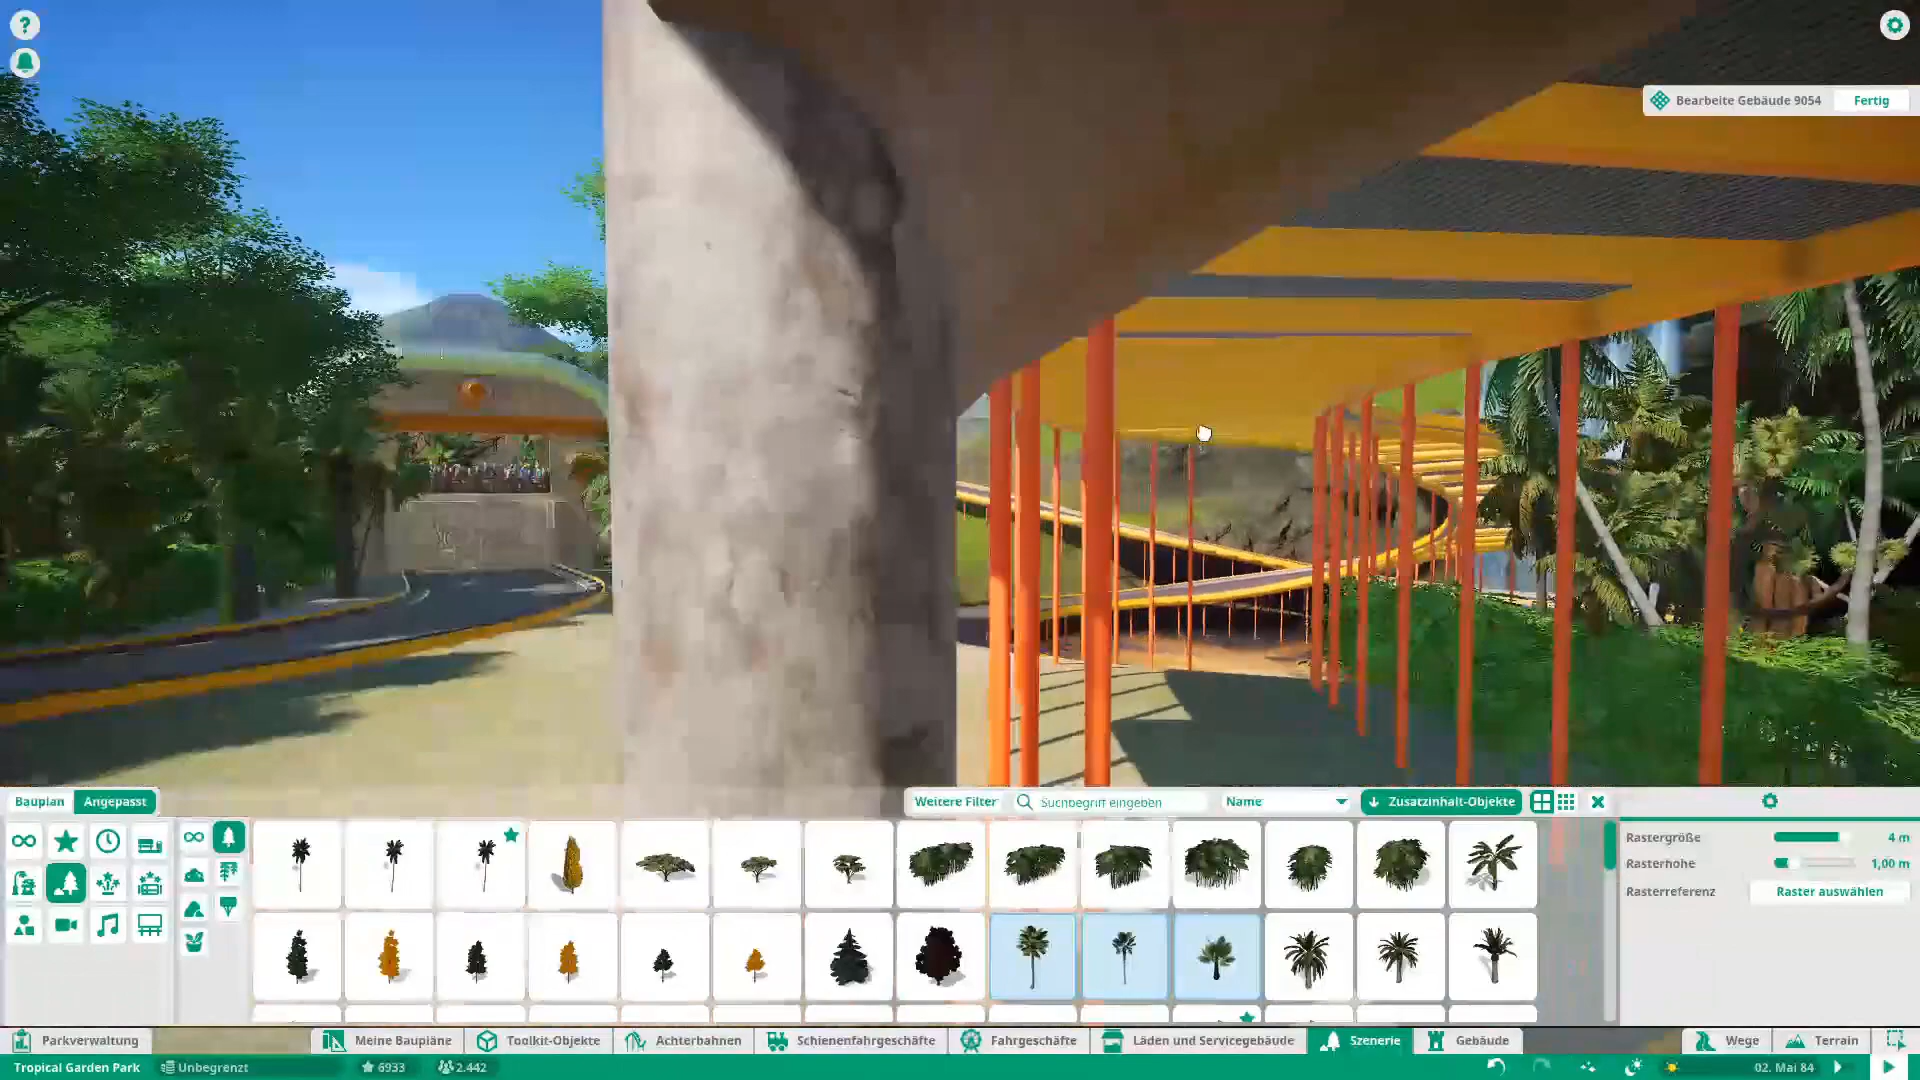 ?
Bearbeite Gebäude 9054 Fertig
Bauplan Angepasst Weitere Filter Suchbegriff eingeben Name Zusatzinhalt-Objekte
Rastergröße 4 m
Rasterhöhe 1,00 m
Rasterreferenz Raster auswählen
Parkverwaltung Meine Baupläne Toolkit-Objekte Achterbahnen Schienenfahrgeschäfte Fahrgeschäfte Läden und Servicegebäude Szenerie Gebäude Wege Terrain
Tropical Garden Park Unbegrenzt 6933 2.442 02. Mai 84